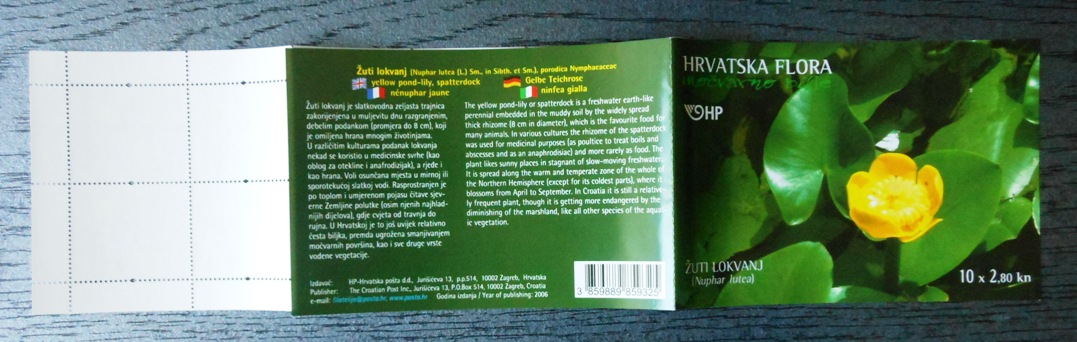 Žuti lokvanj (Nuphar lutea (L.) Sm., in Sibth. et Sm.), porodica Nymphaeaceae
yellow pond-lily, spatterdock
Gelbe Teichrose
nénuphar jaune
ninfea gialla
Žuti lokvanj je slatkovodna zeljasta trajnica
zakorijenjena u muljevitu dnu razgranjenim,
debelim podankom (promjera do 8 cm), koji
je omiljena hrana mnogim životinjama.
U različitim kulturama podanak lokvanja
nekad se koristio u medicinske svrhe (kao
oblog za otekline i anafrodizijak), a rjeđe i
kao hrana. Voli osunčana mjesta u mirnoj ili
sporotekućoj slatkoj vodi. Rasprostranjen je
po toplom i umjerenom pojasu čitave sjev-
erne Zemljine polutke (osim njenih najhlad-
nijih dijelova), gdje cvjeta od travnja do
rujna. U Hrvatskoj je to još uvijek relativno
česta biljka, premda ugrožena smanjivanjem
močvarnih površina, kao i sve druge vrste
vodene vegetacije.
The yellow pond-lily or spatterdock is a freshwater earth-like
perennial embedded in the muddy soil by the widely spread
thick rhizome (8 cm in diameter), which is the favourite food for
many animals. In various cultures the rhizome of the spatterdock
was used for medicinal purposes (as poultice to treat boils and
abscesses and as an anaphrodisiac) and more rarely as food. The
plant likes sunny places in stagnant of slow-moving freshwater.
It is spread along the warm and temperate zone of the whole of
the Northern Hemisphere (except for its coldest parts), where it
blossoms from April to September. In Croatia it is still a relative-
ly frequent plant, though it is getting more endangered by the
diminishing of the marshland, like all other species of the aquat-
ic vegetation.
Izdavač: HP-Hrvatska pošta d.d., Jurišićeva 13, p.p.514, 10002 Zagreb, Hrvatska
Publisher: The Croatian Post Inc., Jurišićeva 13, P.O.Box 514, 10002 Zagreb, Croatia
e-mail: filatelija@posta.hr; www.posta.hr Godina izdanja / Year of publishing: 2006
3 859889 859325
HRVATSKA FLORA
HP
ŽUTI LOKVANJ
(Nuphar lutea)
10 x 2,80 kn